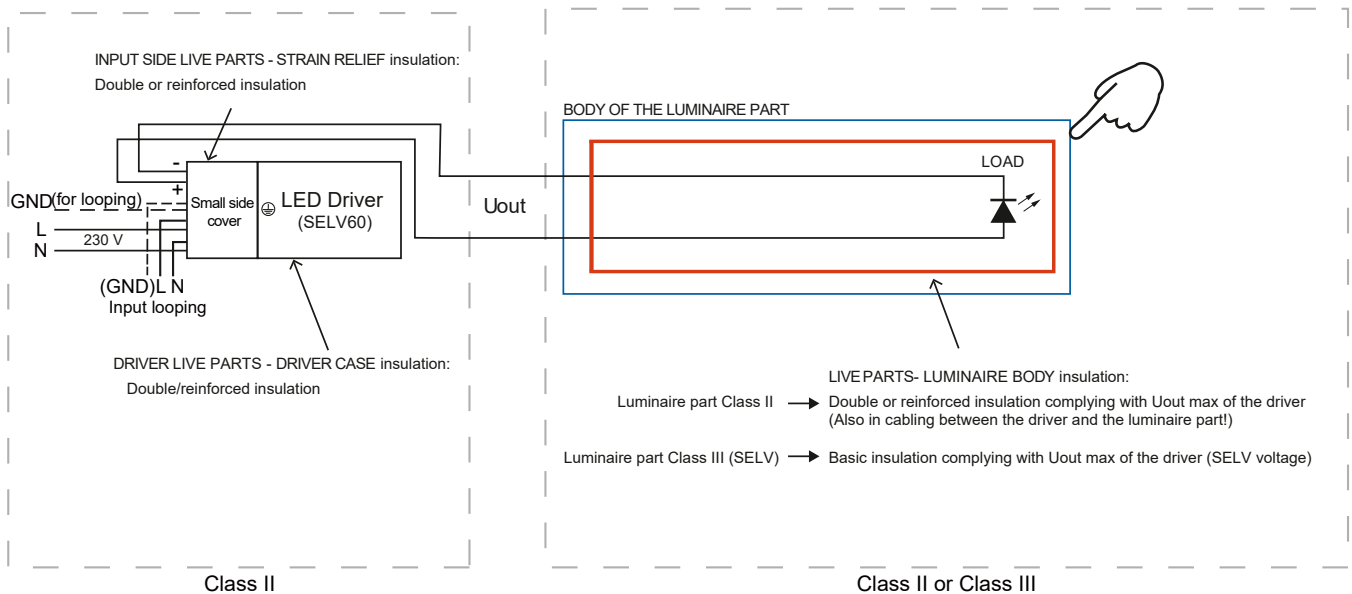 INPUT SIDE LIVE PARTS - STRAIN RELIEF insulation:
Double or reinforced insulation
BODY OF THE LUMINAIRE PART
LOAD
-
+
GND(for looping)
Small side
cover
LED Driver
(SELV60)
Uout
L
N
230 V
(GND)L N
Input looping
DRIVER LIVE PARTS - DRIVER CASE insulation:
Double/reinforced insulation
LIVE PARTS- LUMINAIRE BODY insulation:
Luminaire part Class II
Double or reinforced insulation complying with Uout max of the driver
(Also in cabling between the driver and the luminaire part!)
Luminaire part Class III (SELV)
Basic insulation complying with Uout max of the driver (SELV voltage)
Class II
Class II or Class III